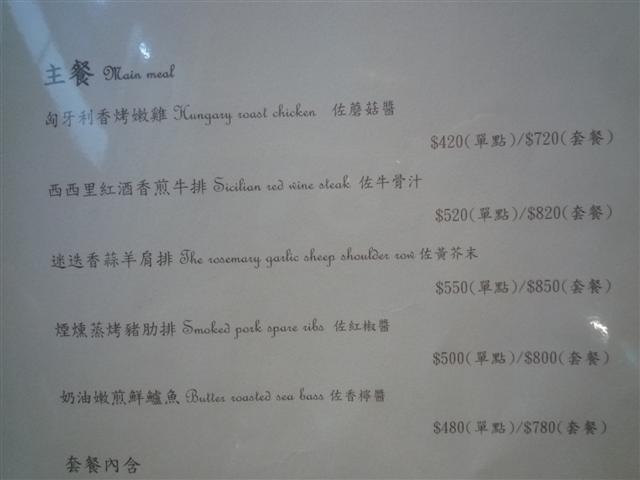 主餐 Main meal
匈牙利香烤嫩雞 Hungary roast chicken 佐蘑菇醬
$420(單點)/$720(套餐)
西西里紅酒香煎牛排 Sicilian red wine steak 佐牛骨汁
$520(單點)/$820(套餐)
迷迭香蒜羊肩排 The rosemary garlic sheep shoulder row 佐黃芥末
$550(單點)/$850(套餐)
煙燻蒸烤豬肋排 Smoked pork spare ribs 佐紅椒醬
$500(單點)/$800(套餐)
奶油嫩煎鮮鱸魚 Butter roasted sea bass 佐香檸醬
$480(單點)/$780(套餐)
套餐內含